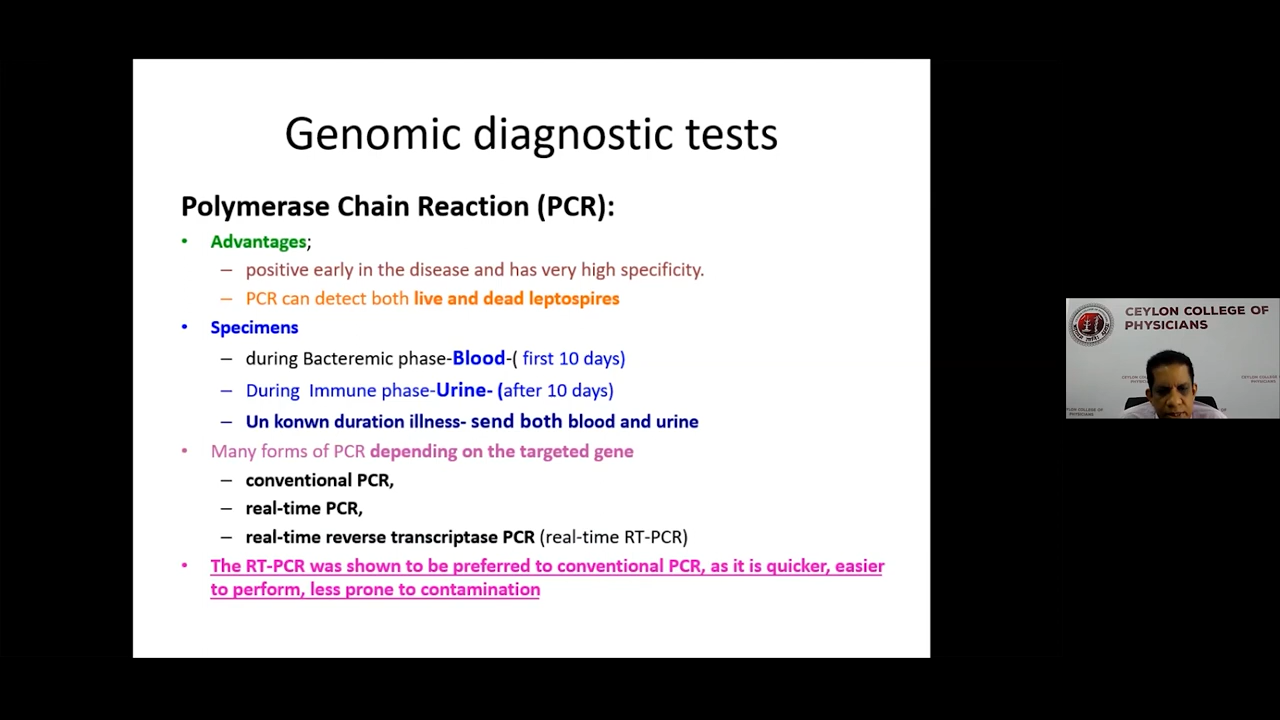 Genomic diagnostic tests
Polymerase Chain Reaction (PCR):
• Advantages;
– positive early in the disease and has very high specificity.
– PCR can detect both live and dead leptospires
• Specimens
– during Bacteremic phase-Blood-( first 10 days)
– During Immune phase-Urine- (after 10 days)
– Un konwn duration illness- send both blood and urine
• Many forms of PCR depending on the targeted gene
– conventional PCR,
– real-time PCR,
– real-time reverse transcriptase PCR (real-time RT-PCR)
• The RT-PCR was shown to be preferred to conventional PCR, as it is quicker, easier
to perform, less prone to contamination
CEYLON COLLEGE OF
PHYSICIANS